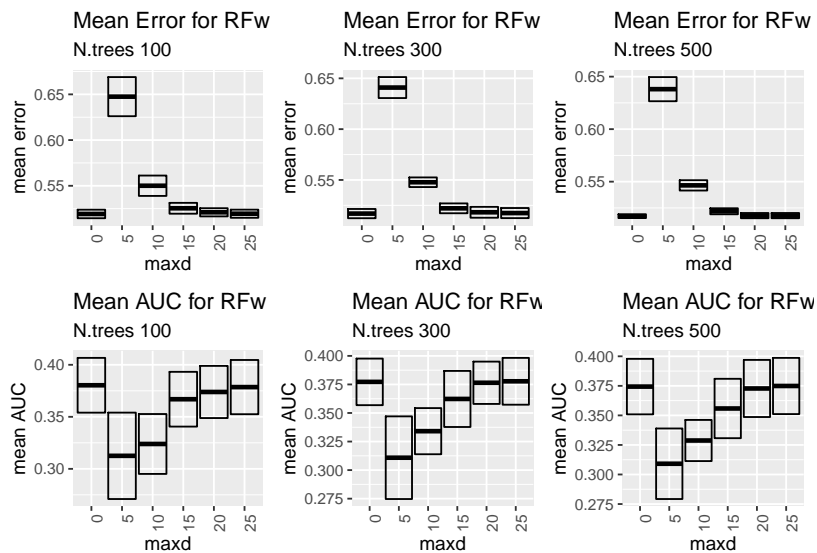 Mean Error for RFw
N.trees 100
mean error
0.65
0.60
0.55
0
5
10
15
20
25
maxd
Mean Error for RFw
N.trees 300
mean error
0.65
0.60
0.55
0
5
10
15
20
25
maxd
Mean Error for RFw
N.trees 500
mean error
0.65
0.60
0.55
0
5
10
15
20
25
maxd
Mean AUC for RFw
N.trees 100
mean AUC
0.40
0.35
0.30
0
5
10
15
20
25
maxd
Mean AUC for RFw
N.trees 300
mean AUC
0.400
0.375
0.350
0.325
0.300
0.275
0
5
10
15
20
25
maxd
Mean AUC for RFw
N.trees 500
mean AUC
0.400
0.375
0.350
0.325
0.300
0.275
0
5
10
15
20
25
maxd